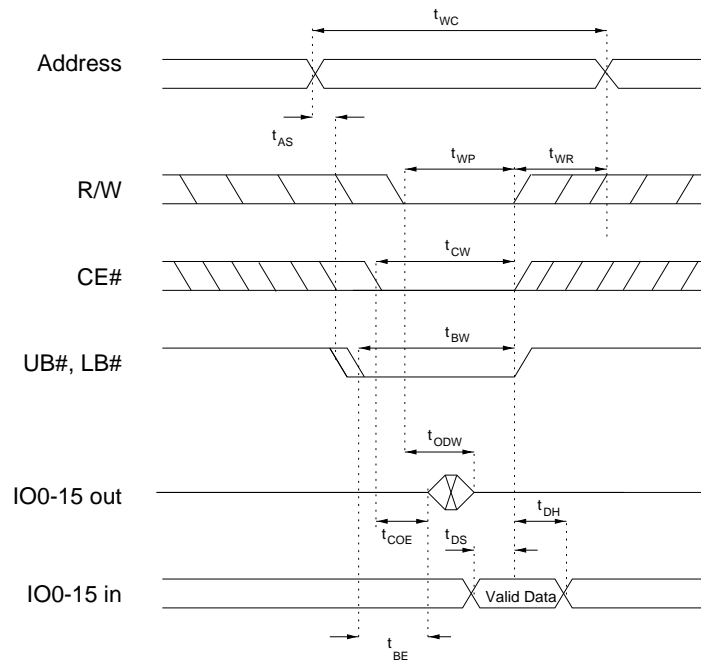 tWC
Address
tAS
tWP
tWR
R/W
tCW
CE#
tBW
UB#, LB#
tODW
IO0-15 out
tDH
tCOE
tDS
IO0-15 in
Valid Data
tBE